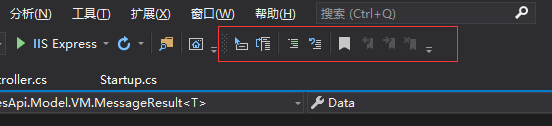 分析(N) 工具(T) 扩展(X) 窗口(W) 帮助(H) 搜索 (Ctrl+Q)
IIS Express
troller.cs Startup.cs
esApi.Model.VM.MessageResult<T> Data